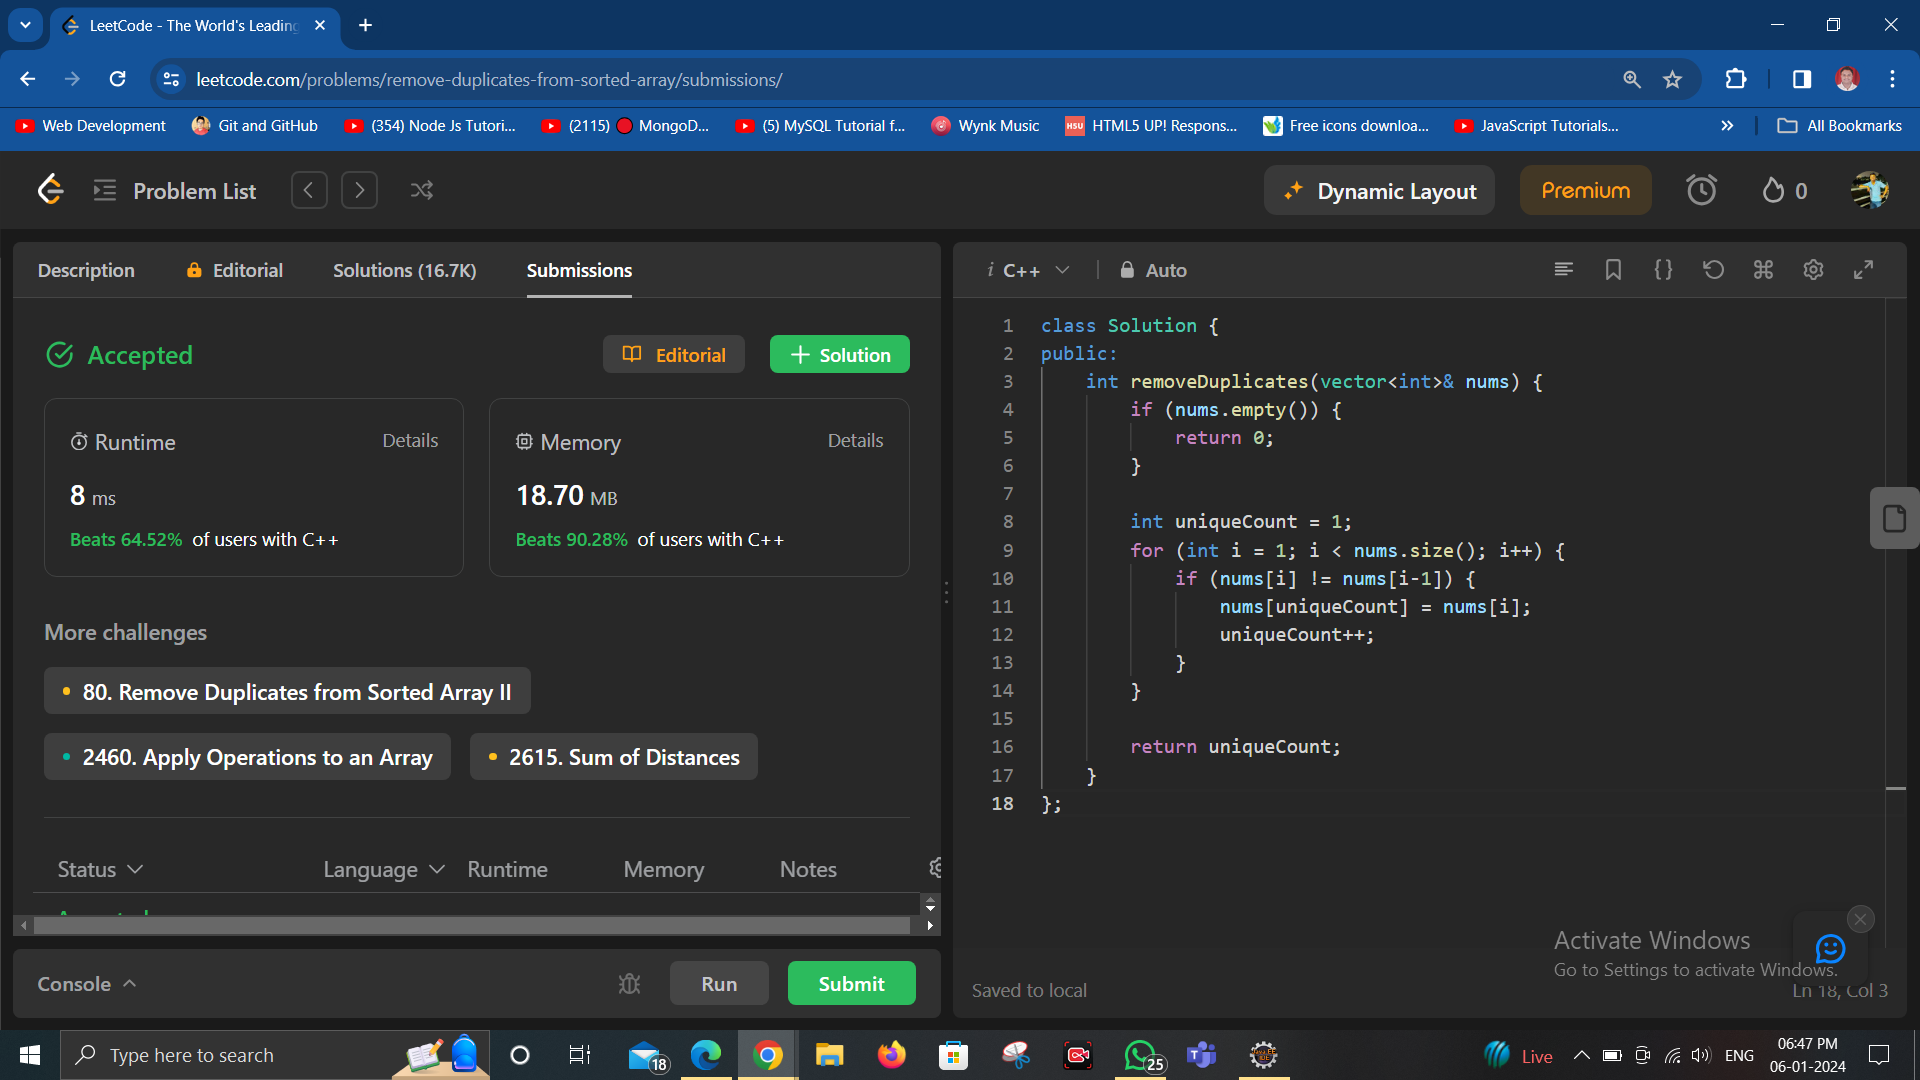 LeetCode - The World's Leading
leetcode.com/problems/remove-duplicates-from-sorted-array/submissions/
Web Development
Git and GitHub
(354) Node Js Tutori...
(2115) 🔴 MongoD...
(5) MySQL Tutorial f...
Wynk Music
HSU
HTML5 UP! Respons...
Free icons downloa...
JavaScript Tutorials...
All Bookmarks
Problem List
Dynamic Layout
Premium
0
Description
Editorial
Solutions (16.7K)
Submissions
Accepted
Editorial
+ Solution
Runtime
Details
8 ms
Beats 64.52% of users with C++
Memory
Details
18.70 MB
Beats 90.28% of users with C++
More challenges
80. Remove Duplicates from Sorted Array II
2460. Apply Operations to an Array
2615. Sum of Distances
Status
Language
Runtime
Memory
Notes
Console
Run
Submit
i C++
Auto
1 class Solution {
2 public:
3     int removeDuplicates(vector<int>& nums) {
4         if (nums.empty()) {
5             return 0;
6         }
7
8         int uniqueCount = 1;
9         for (int i = 1; i < nums.size(); i++) {
10             if (nums[i] != nums[i-1]) {
11                 nums[uniqueCount] = nums[i];
12                 uniqueCount++;
13             }
14         }
15
16         return uniqueCount;
17     }
18 };
Activate Windows
Go to Settings to activate Windows.
Saved to local
Ln 18, Col 3
Type here to search
18
25
Live
ENG
06:47 PM
06-01-2024